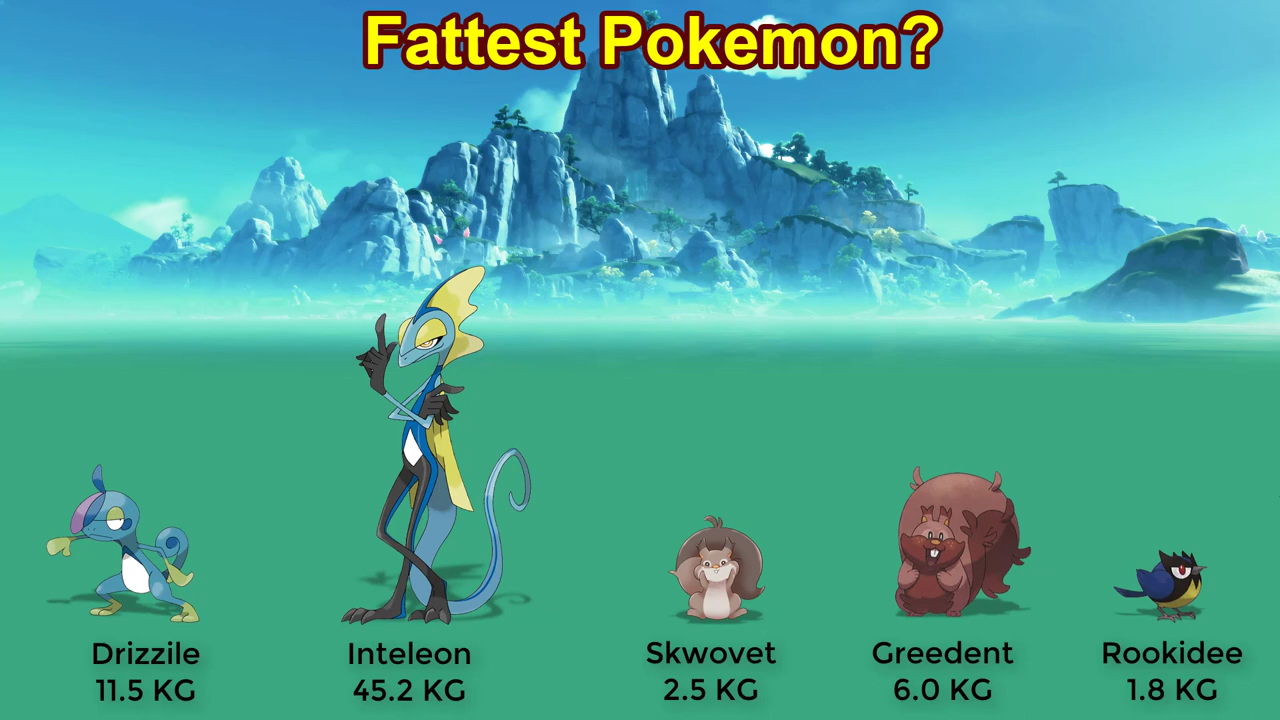 Fattest Pokemon?
Drizzile
11.5 KG
Inteleon
45.2 KG
Skwovet
2.5 KG
Greedent
6.0 KG
Rookidee
1.8 KG